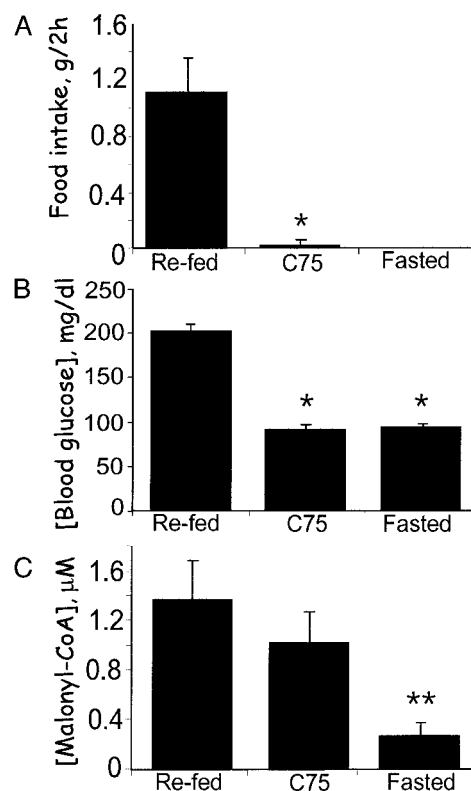 A
Food intake, g/2h
1.6
1.2
0.8
0.4
0
*
Re-fed C75 Fasted
B
[Blood glucose], mg/dl
250
200
150
100
50
0
* *
Re-fed C75 Fasted
C
[Malonyl-CoA], μM
1.6
1.2
0.8
0.4
0
**
Re-fed C75 Fasted